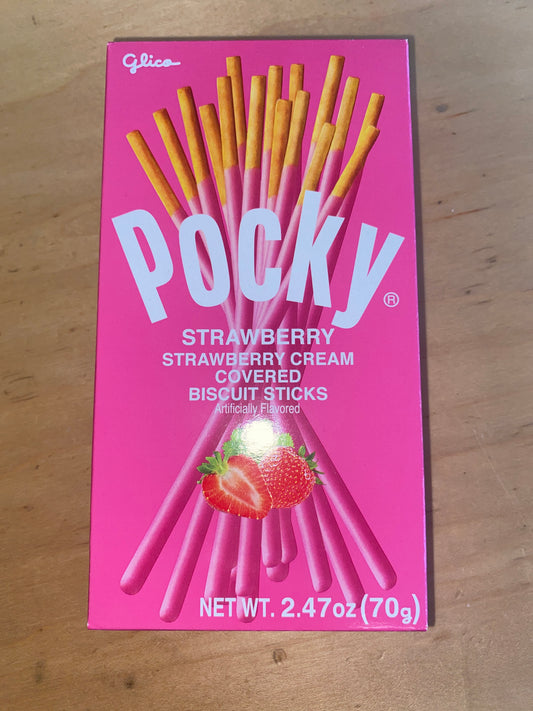 Glico
Pocky®
STRAWBERRY
STRAWBERRY CREAM
COVERED
BISCUIT STICKS
Artificially Flavored
NET WT. 2.47oz (70g)